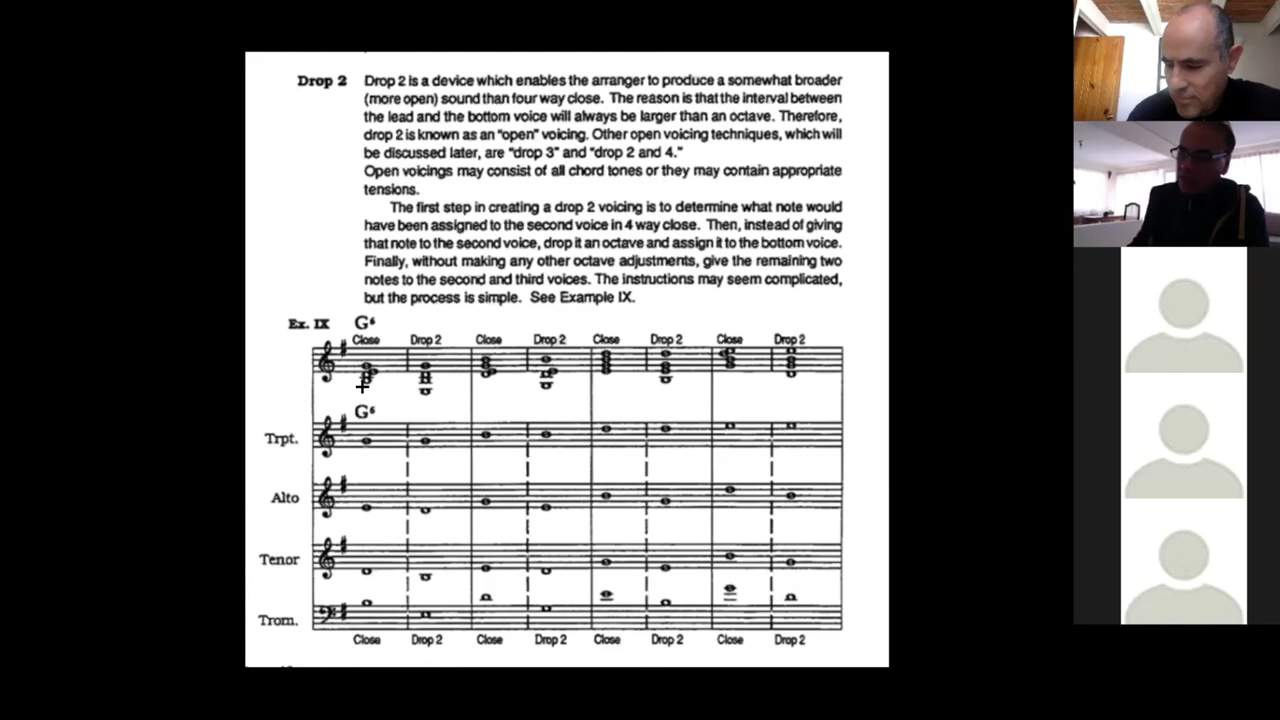 Drop 2 Drop 2 is a device which enables the arranger to produce a somewhat broader
(more open) sound than four way close. The reason is that the interval between
the lead and the bottom voice will always be larger than an octave. Therefore,
drop 2 is known as an "open" voicing. Other open voicing techniques, which will
be discussed later, are "drop 3" and "drop 2 and 4."
Open voicings may consist of all chord tones or they may contain appropriate
tensions.
The first step in creating a drop 2 voicing is to determine what note would
have been assigned to the second voice in 4 way close. Then, instead of giving
that note to the second voice, drop it an octave and assign it to the bottom voice.
Finally, without making any other octave adjustments, give the remaining two
notes to the second and third voices. The instructions may seem complicated,
but the process is simple. See Example IX.
Ex. IX G⁶
Close Drop 2 Close Drop 2 Close Drop 2 Close Drop 2
G⁶
Trpt.
Alto
Tenor
Trom.
Close Drop 2 Close Drop 2 Close Drop 2 Close Drop 2